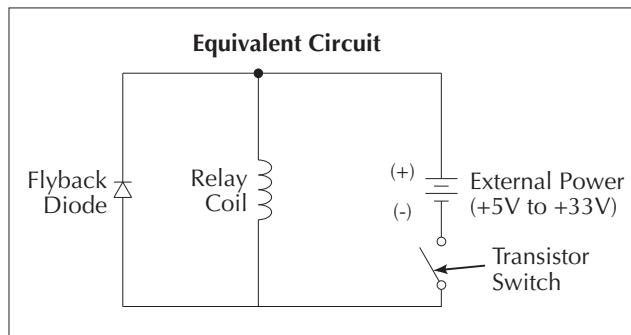 Equivalent Circuit
Flyback
Diode
Relay
Coil
(+)
(-)
External Power
(+5V to +33V)
Transistor
Switch